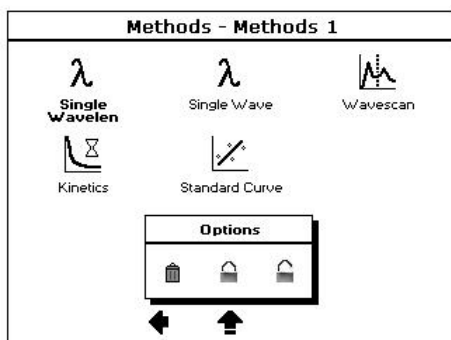 Methods - Methods 1
λ
λ
Single
Wavelen
Single Wave
Wavescan
Kinetics
Standard Curve
Options